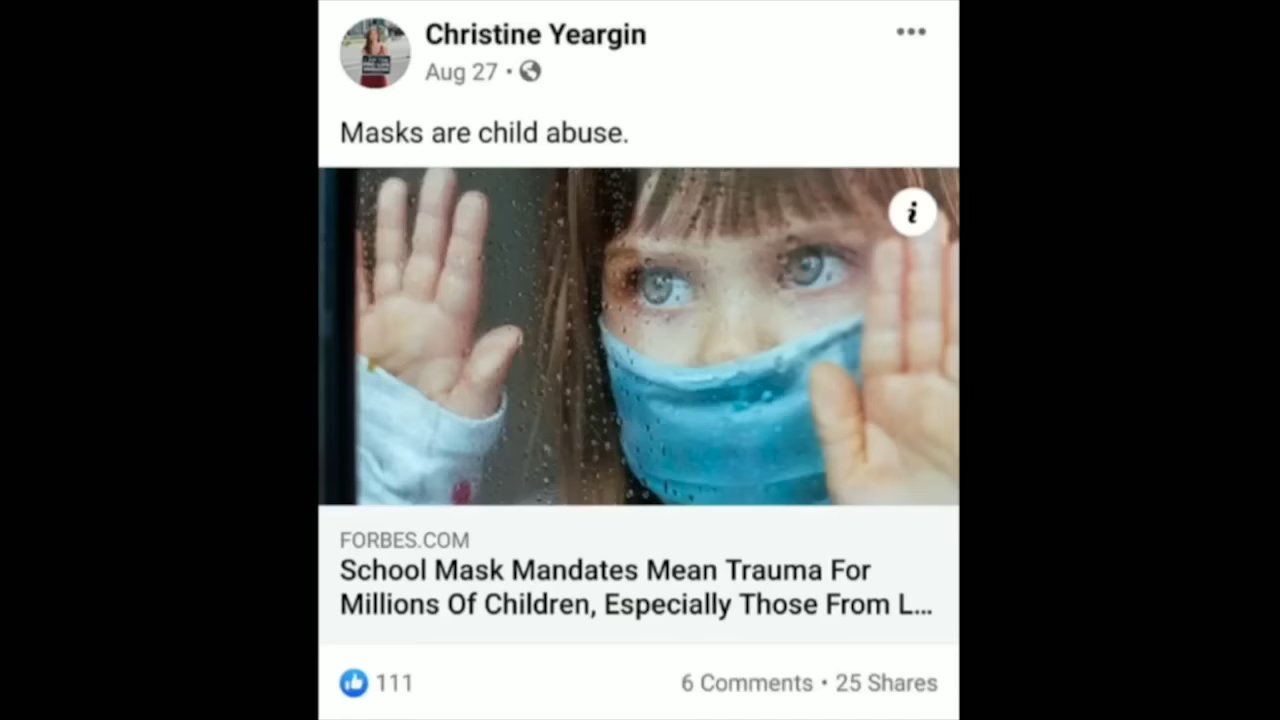 Christine Yeargin
Aug 27 •
Masks are child abuse.
i
FORBES.COM
School Mask Mandates Mean Trauma For
Millions Of Children, Especially Those From L...
111
6 Comments • 25 Shares